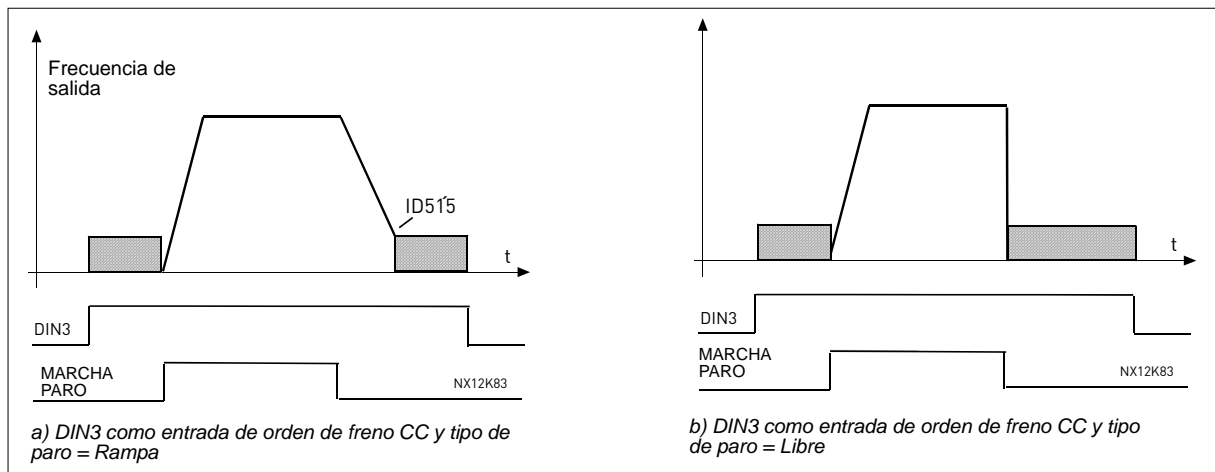 Frecuencia de
salida
ID515
t
DIN3
MARCHA
PARO
NX12K83
a) DIN3 como entrada de orden de freno CC y tipo de
paro = Rampa
t
DIN3
MARCHA
PARO
NX12K83
b) DIN3 como entrada de orden de freno CC y tipo
de paro = Libre